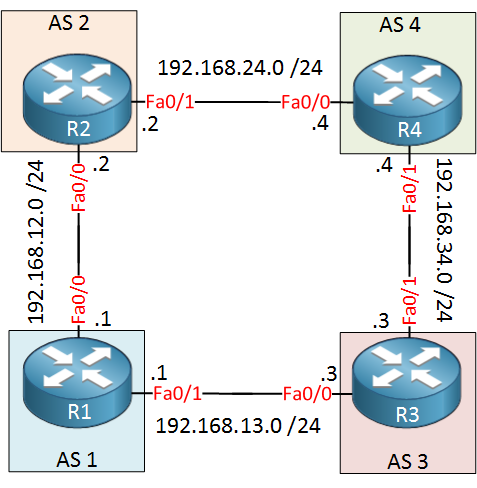 AS 2
AS 4
192.168.24.0 /24
Fa0/1
Fa0/0
R2
R4
.2
.4
.2
.4
Fa0/0
Fa0/1
192.168.12.0 /24
192.168.34.0 /24
Fa0/0
Fa0/1
.1
.3
.1
.3
Fa0/1
Fa0/0
R1
R3
192.168.13.0 /24
AS 1
AS 3